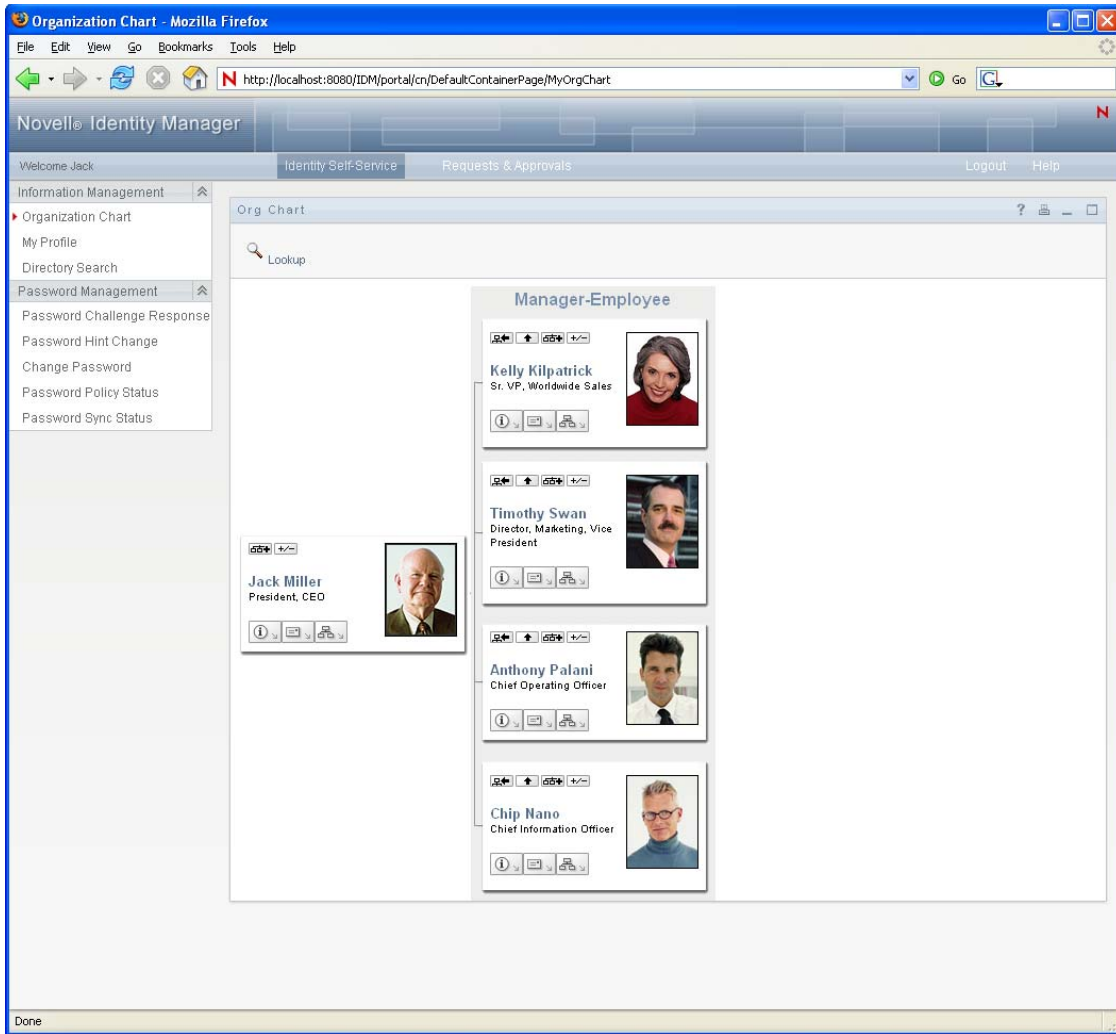 Organization Chart - Mozilla Firefox
File Edit View Go Bookmarks Tools Help
N http://localhost:8080/IDM/portal/cn/DefaultContainerPage/MyOrgChart Go G
Novell® Identity Manager N
Welcome Jack Identity Self-Service Requests & Approvals Logout Help
Information Management
Organization Chart
My Profile
Directory Search
Password Management
Password Challenge Response
Password Hint Change
Change Password
Password Policy Status
Password Sync Status
Org Chart ?
Lookup
Manager-Employee
+/-
Kelly Kilpatrick
Sr. VP, Worldwide Sales
+/-
Timothy Swan
Director, Marketing, Vice
President
+/-
Jack Miller
President, CEO
+/-
Anthony Palani
Chief Operating Officer
+/-
Chip Nano
Chief Information Officer
Done